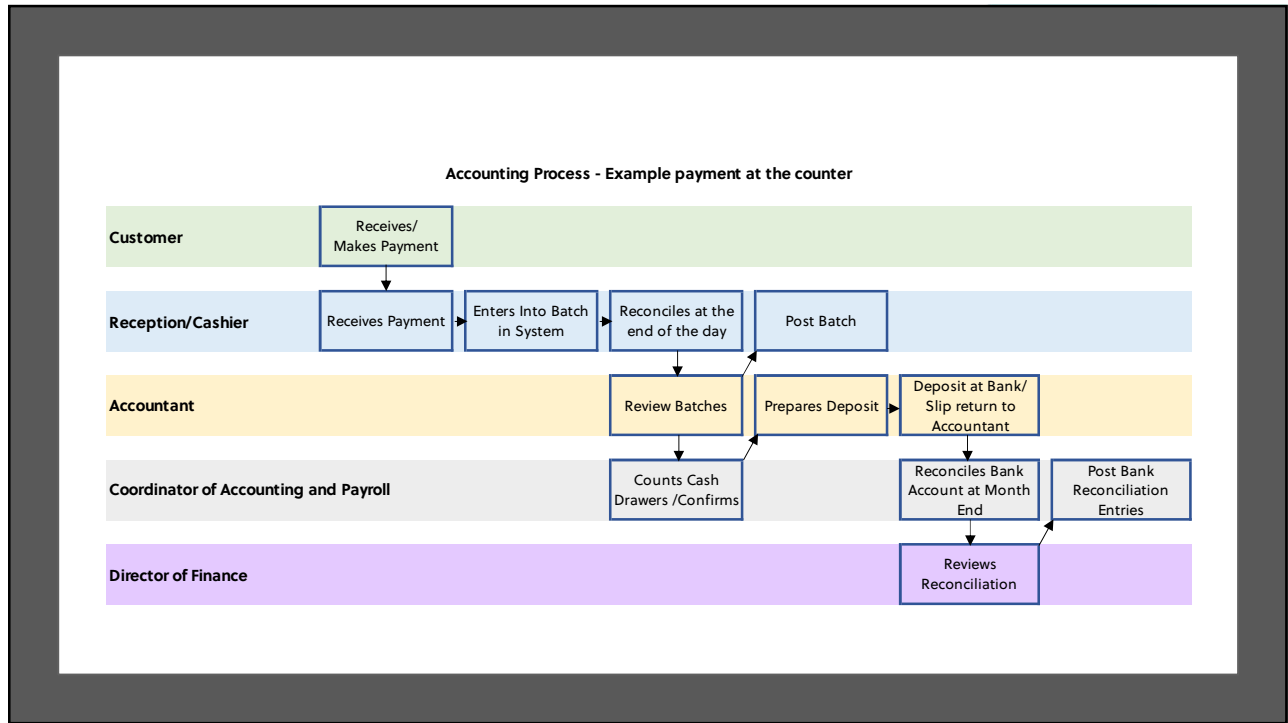 Accounting Process - Example payment at the counter
Customer
Receives/
Makes Payment
Reception/Cashier
Receives Payment
Enters Into Batch
in System
Reconciles at the
end of the day
Post Batch
Accountant
Review Batches
Prepares Deposit
Deposit at Bank/
Slip return to
Accountant
Coordinator of Accounting and Payroll
Counts Cash
Drawers /Confirms
Reconciles Bank
Account at Month
End
Post Bank
Reconciliation
Entries
Director of Finance
Reviews
Reconciliation